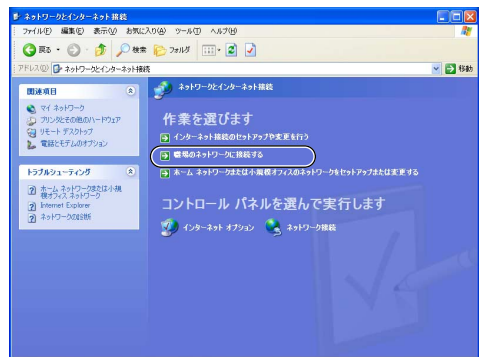 ネットワークとインターネット接続
ファイル(F) 編集(E) 表示(V) お気に入り(A) ツール(T) ヘルプ(H)
戻る 検索 フォルダ
アドレス(D) ネットワークとインターネット接続 移動
関連項目
マイ ネットワーク
プリンタとその他のハードウェア
リモート デスクトップ
電話とモデムのオプション
トラブルシューティング
ホーム ネットワークまたは小規
模オフィス ネットワーク
Internet Explorer
ネットワークの診断
ネットワークとインターネット接続
作業を選びます
インターネット接続のセットアップや変更を行う
職場のネットワークに接続する
ホーム ネットワークまたは小規模オフィスのネットワークをセットアップまたは変更する
コントロール パネルを選んで実行します
インターネット オプション ネットワーク接続